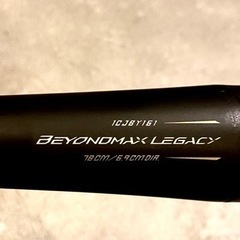 1CJBY161
BEYONDMAX LEGACY
78CM/6.9CMDIA.